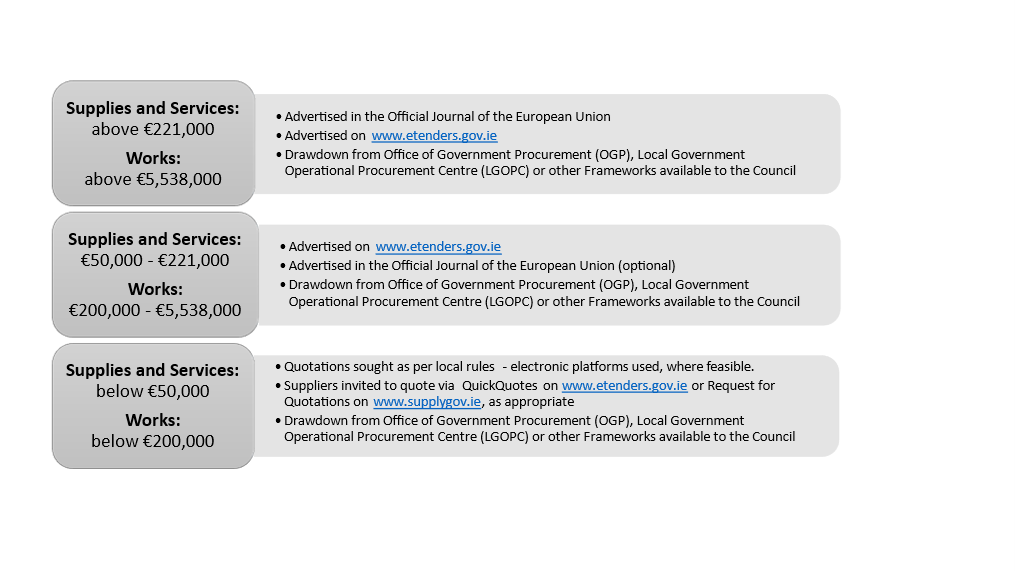 Supplies and Services:
above €221,000
Works:
above €5,538,000
• Advertised in the Official Journal of the European Union
• Advertised on www.etenders.gov.ie
• Drawdown from Office of Government Procurement (OGP), Local Government
Operational Procurement Centre (LGOPC) or other Frameworks available to the Council
Supplies and Services:
€50,000 - €221,000
Works:
€200,000 - €5,538,000
• Advertised on www.etenders.gov.ie
• Advertised in the Official Journal of the European Union (optional)
• Drawdown from Office of Government Procurement (OGP), Local Government
Operational Procurement Centre (LGOPC) or other Frameworks available to the Council
Supplies and Services:
below €50,000
Works:
below €200,000
• Quotations sought as per local rules - electronic platforms used, where feasible.
• Suppliers invited to quote via QuickQuotes on www.etenders.gov.ie or Request for
Quotations on www.supplygov.ie, as appropriate
• Drawdown from Office of Government Procurement (OGP), Local Government
Operational Procurement Centre (LGOPC) or other Frameworks available to the Council